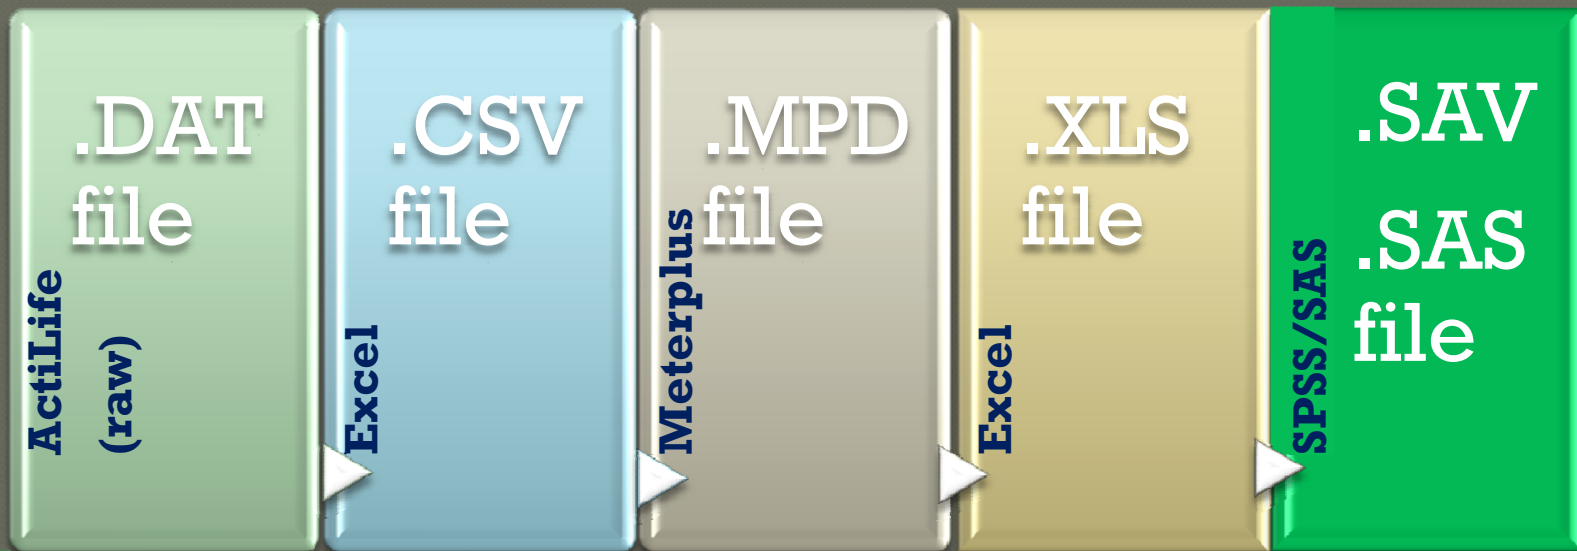 .DAT
file
ActiLife
(raw)
.CSV
file
Excel
.MPD
file
Meterplus
.XLS
file
Excel
.SAV
.SAS
file
SPSS/SAS